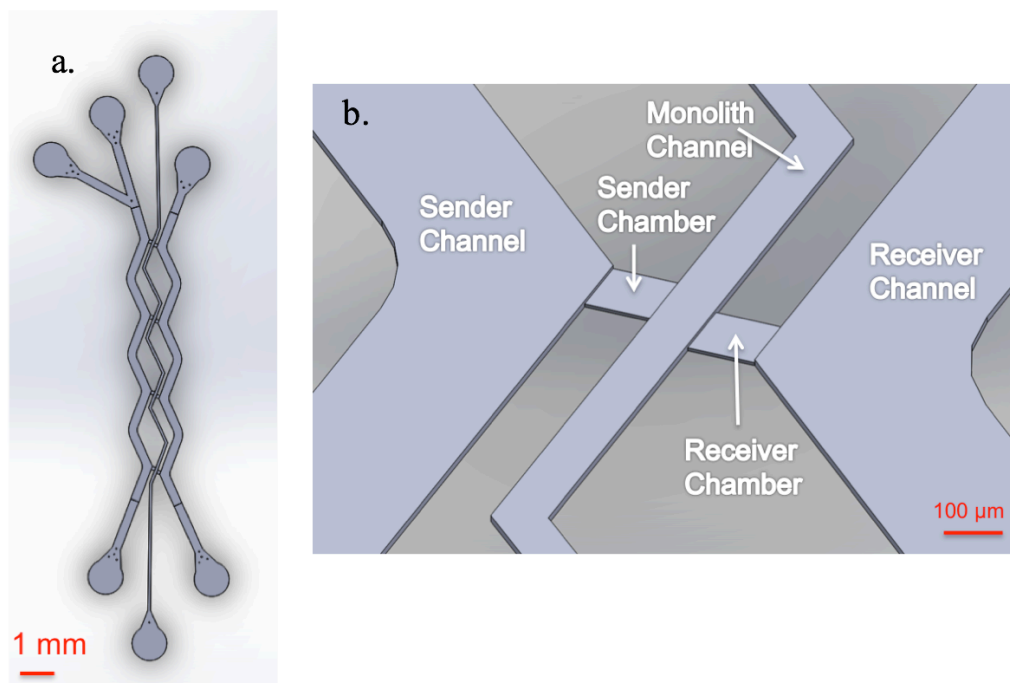 a.
1 mm
b.
Monolith
Channel
Sender
Chamber
Sender
Channel
Receiver
Channel
Receiver
Chamber
100 µm